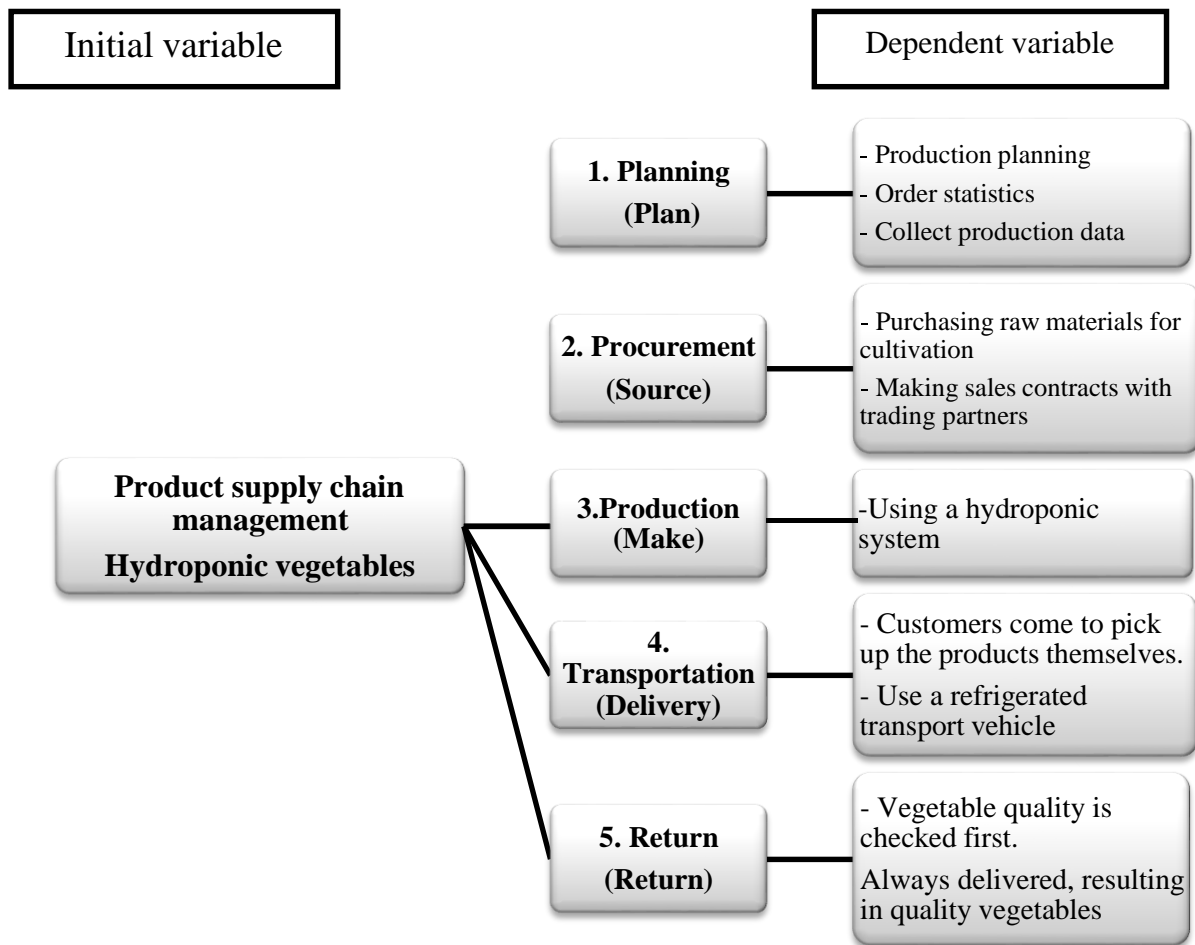 Initial variable
Dependent variable
Product supply chain
management
Hydroponic vegetables
1. Planning
(Plan)
- Production planning
- Order statistics
- Collect production data
2. Procurement
(Source)
- Purchasing raw materials for
cultivation
- Making sales contracts with
trading partners
3.Production
(Make)
-Using a hydroponic
system
4.
Transportation
(Delivery)
- Customers come to pick
up the products themselves.
- Use a refrigerated
transport vehicle
5. Return
(Return)
- Vegetable quality is
checked first.
Always delivered, resulting
in quality vegetables